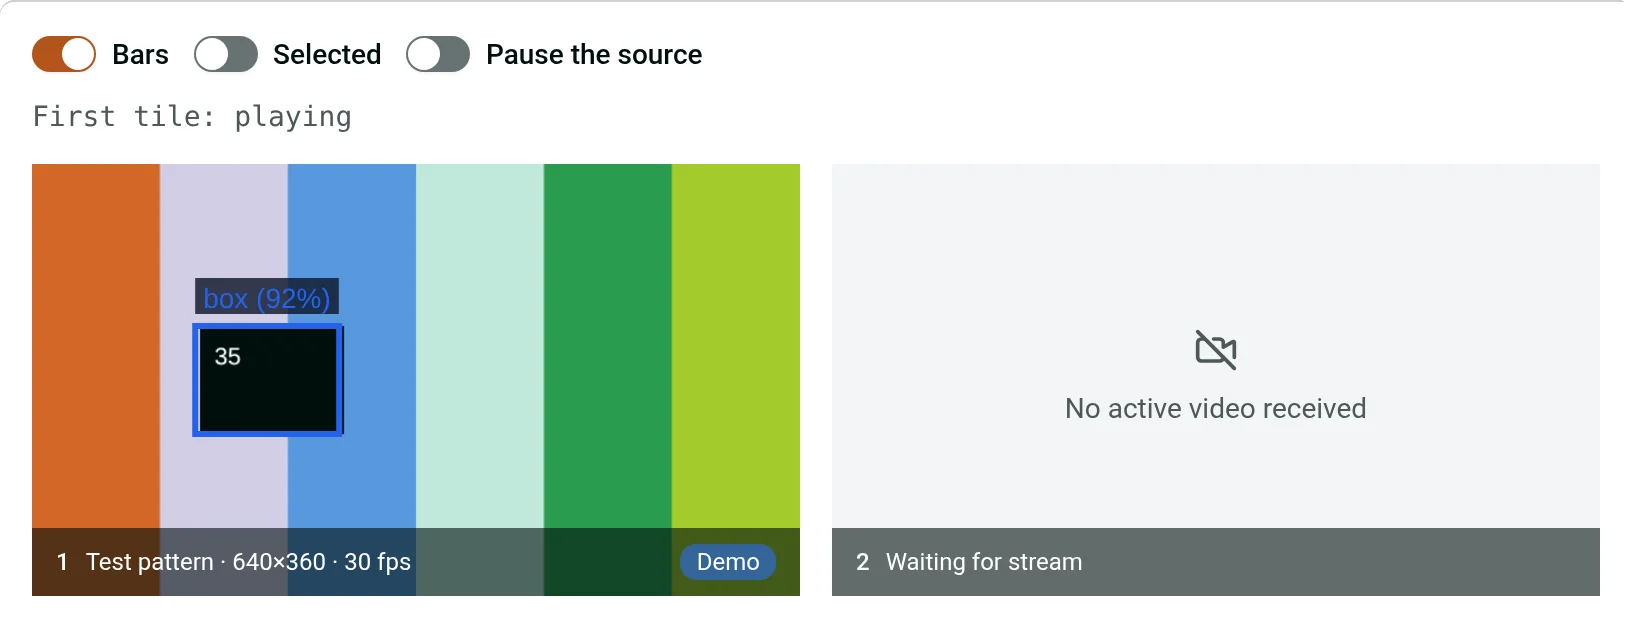 Bars Selected Pause the source
First tile: playing
box (92%)
35
No active video received
1 Test pattern · 640×360 · 30 fps Demo
2 Waiting for stream